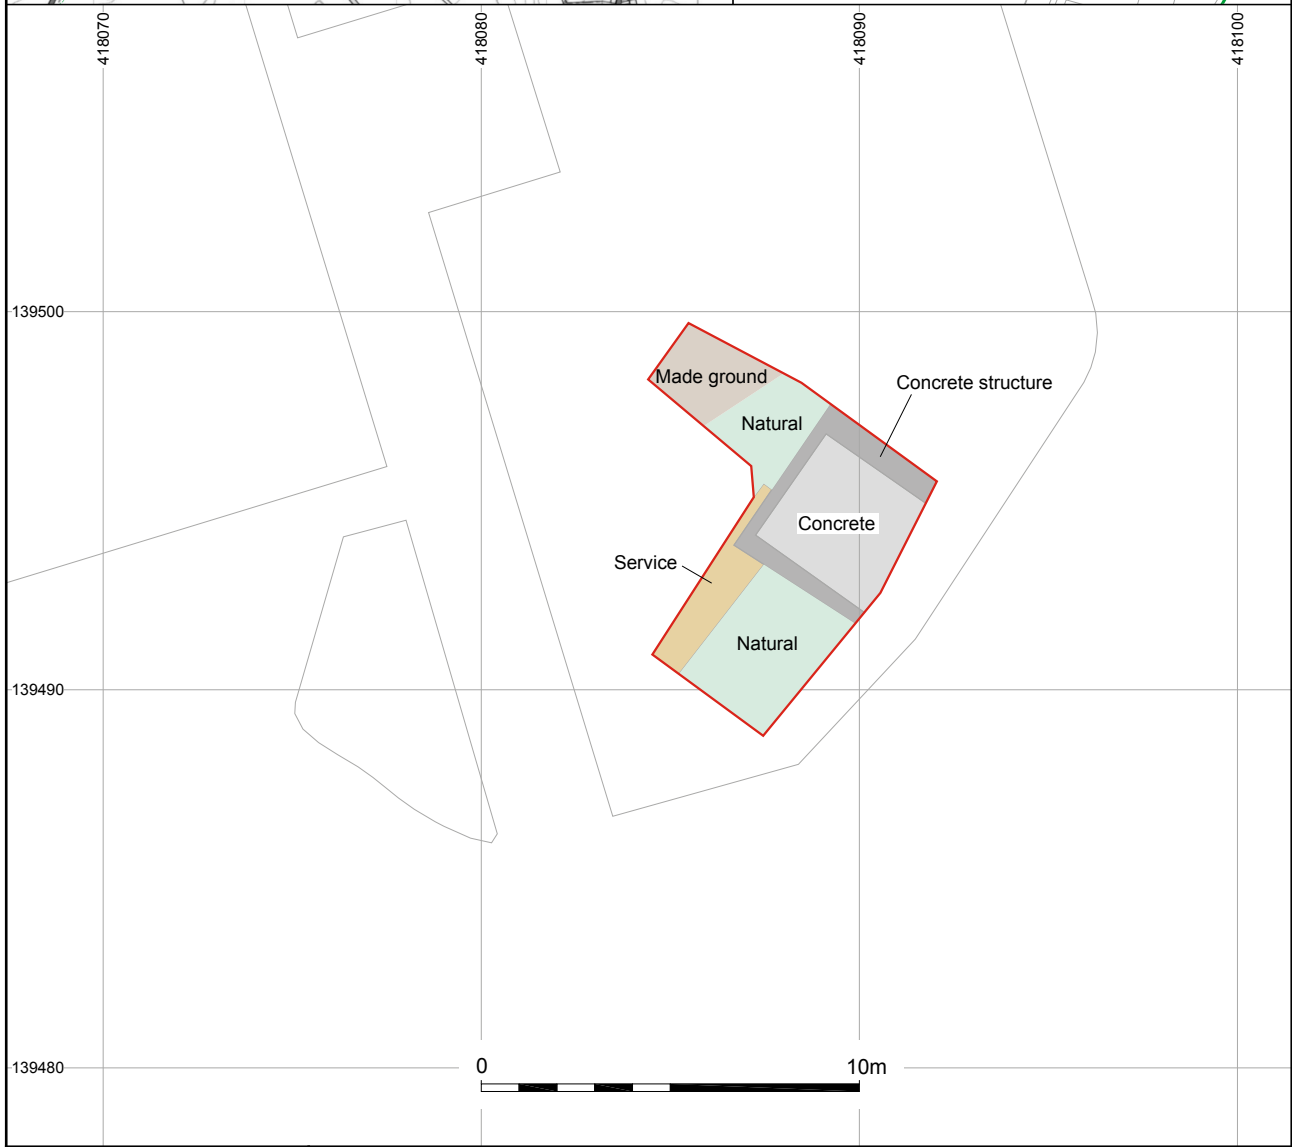 418070
418080
418090
418100
139500
Made ground
Concrete structure
Natural
Concrete
Service
Natural
139490
139480
0
10m